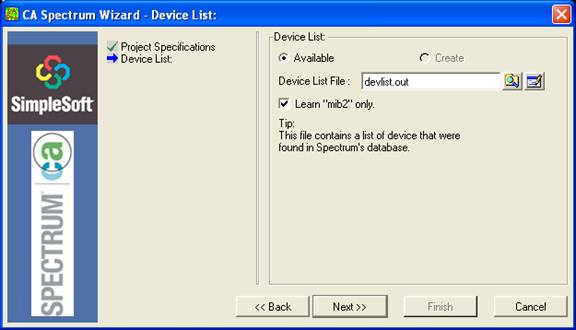 CA Spectrum Wizard - Device List:
SimpleSoft
SPECTRUM® ca
Project Specifications
Device List:
Device List:
Available
Create
Device List File :
devlist.out
Learn "mib2" only.
Tip:
This file contains a list of device that were
found in Spectrum's database.
<< Back
Next >>
Finish
Cancel